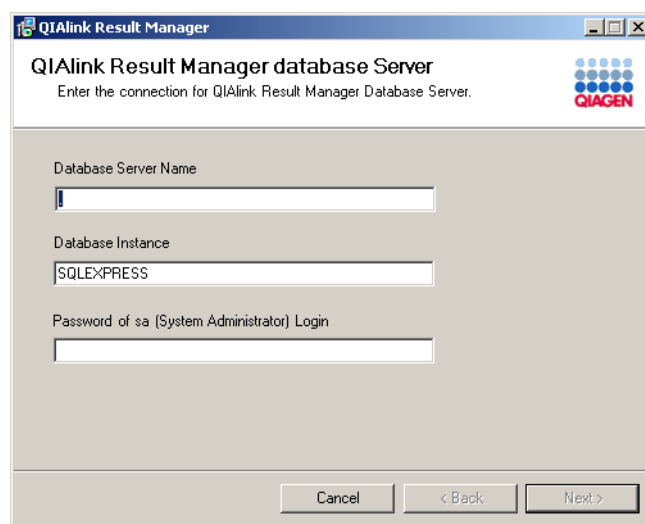 QIAlink Result Manager
QIAlink Result Manager database Server
Enter the connection for QIAlink Result Manager Database Server.
QIAGEN
Database Server Name
.
Database Instance
SQLEXPRESS
Password of sa (System Administrator) Login
Cancel
< Back
Next >